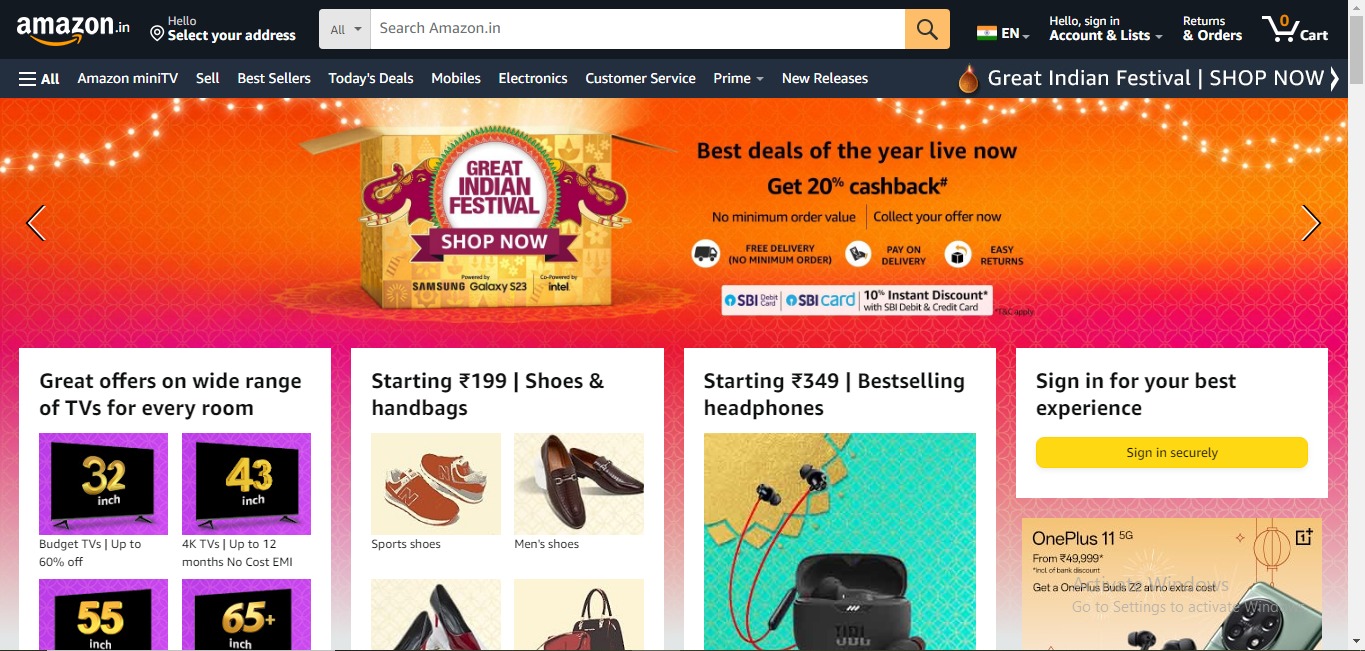 amazon.in
Hello
Select your address
All
Search Amazon.in
EN
Hello, sign in
Account & Lists
Returns
& Orders
0
Cart
All
Amazon miniTV
Sell
Best Sellers
Today's Deals
Mobiles
Electronics
Customer Service
Prime
New Releases
Great Indian Festival | SHOP NOW
GREAT
INDIAN
FESTIVAL
SHOP NOW
Powered by
SAMSUNG Galaxy S23
Co-Powered by
intel.
Best deals of the year live now
Get 20% cashback#
No minimum order value | Collect your offer now
FREE DELIVERY
(NO MINIMUM ORDER)
PAY ON
DELIVERY
EASY
RETURNS
SBI Debit Card
SBI card
10% Instant Discount*
with SBI Debit & Credit Card
*T&C apply
Great offers on wide range
of TVs for every room
32
inch
43
inch
Budget TVs | Up to
60% off
4K TVs | Up to 12
months No Cost EMI
55
inch
65+
inch
Starting ₹199 | Shoes &
handbags
Sports shoes
Men's shoes
Starting ₹349 | Bestselling
headphones
JBL
Sign in for your best
experience
Sign in securely
OnePlus 11 5G
From ₹49,999*
*Incl. of bank discount
Get a OnePlus Buds Z2 at no extra cost
Activate Windows
Go to Settings to activate Wind